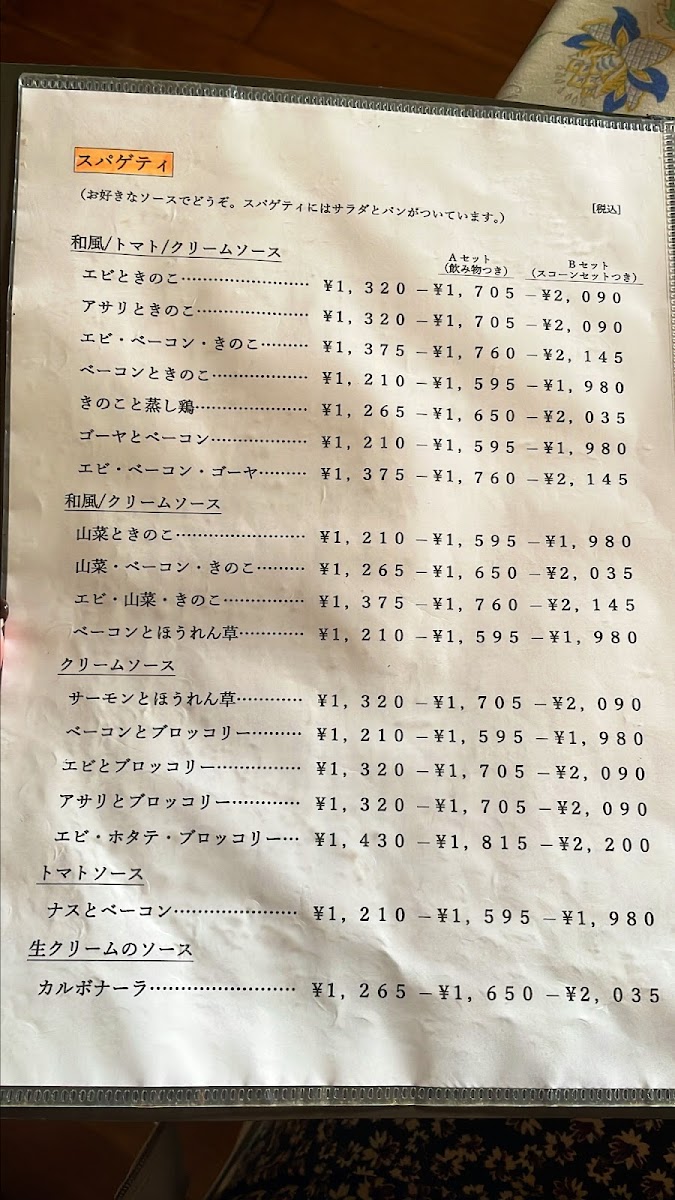 スパゲティ
(お好きなソースでどうぞ。スパゲティにはサラダとパンがついています。)
[税込]
和風/トマト/クリームソース
Aセット
(飲み物つき)
Bセット
(スコーンセットつき)
エビときのこ…………………… ¥1,320 ―¥1,705 ―¥2,090
アサリときのこ………………… ¥1,320 ―¥1,705 ―¥2,090
エビ・ベーコン・きのこ……… ¥1,375 ―¥1,760 ―¥2,145
ベーコンときのこ……………… ¥1,210 ―¥1,595 ―¥1,980
きのこと蒸し鶏………………… ¥1,265 ―¥1,650 ―¥2,035
ゴーヤとベーコン……………… ¥1,210 ―¥1,595 ―¥1,980
エビ・ベーコン・ゴーヤ……… ¥1,375 ―¥1,760 ―¥2,145
和風/クリームソース
山菜ときのこ…………………… ¥1,210 ―¥1,595 ―¥1,980
山菜・ベーコン・きのこ……… ¥1,265 ―¥1,650 ―¥2,035
エビ・山菜・きのこ…………… ¥1,375 ―¥1,760 ―¥2,145
ベーコンとほうれん草………… ¥1,210 ―¥1,595 ―¥1,980
クリームソース
サーモンとほうれん草………… ¥1,320 ―¥1,705 ―¥2,090
ベーコンとブロッコリー……… ¥1,210 ―¥1,595 ―¥1,980
エビとブロッコリー…………… ¥1,320 ―¥1,705 ―¥2,090
アサリとブロッコリー………… ¥1,320 ―¥1,705 ―¥2,090
エビ・ホタテ・ブロッコリー… ¥1,430 ―¥1,815 ―¥2,200
トマトソース
ナスとベーコン………………… ¥1,210 ―¥1,595 ―¥1,980
生クリームのソース
カルボナーラ…………………… ¥1,265 ―¥1,650 ―¥2,035